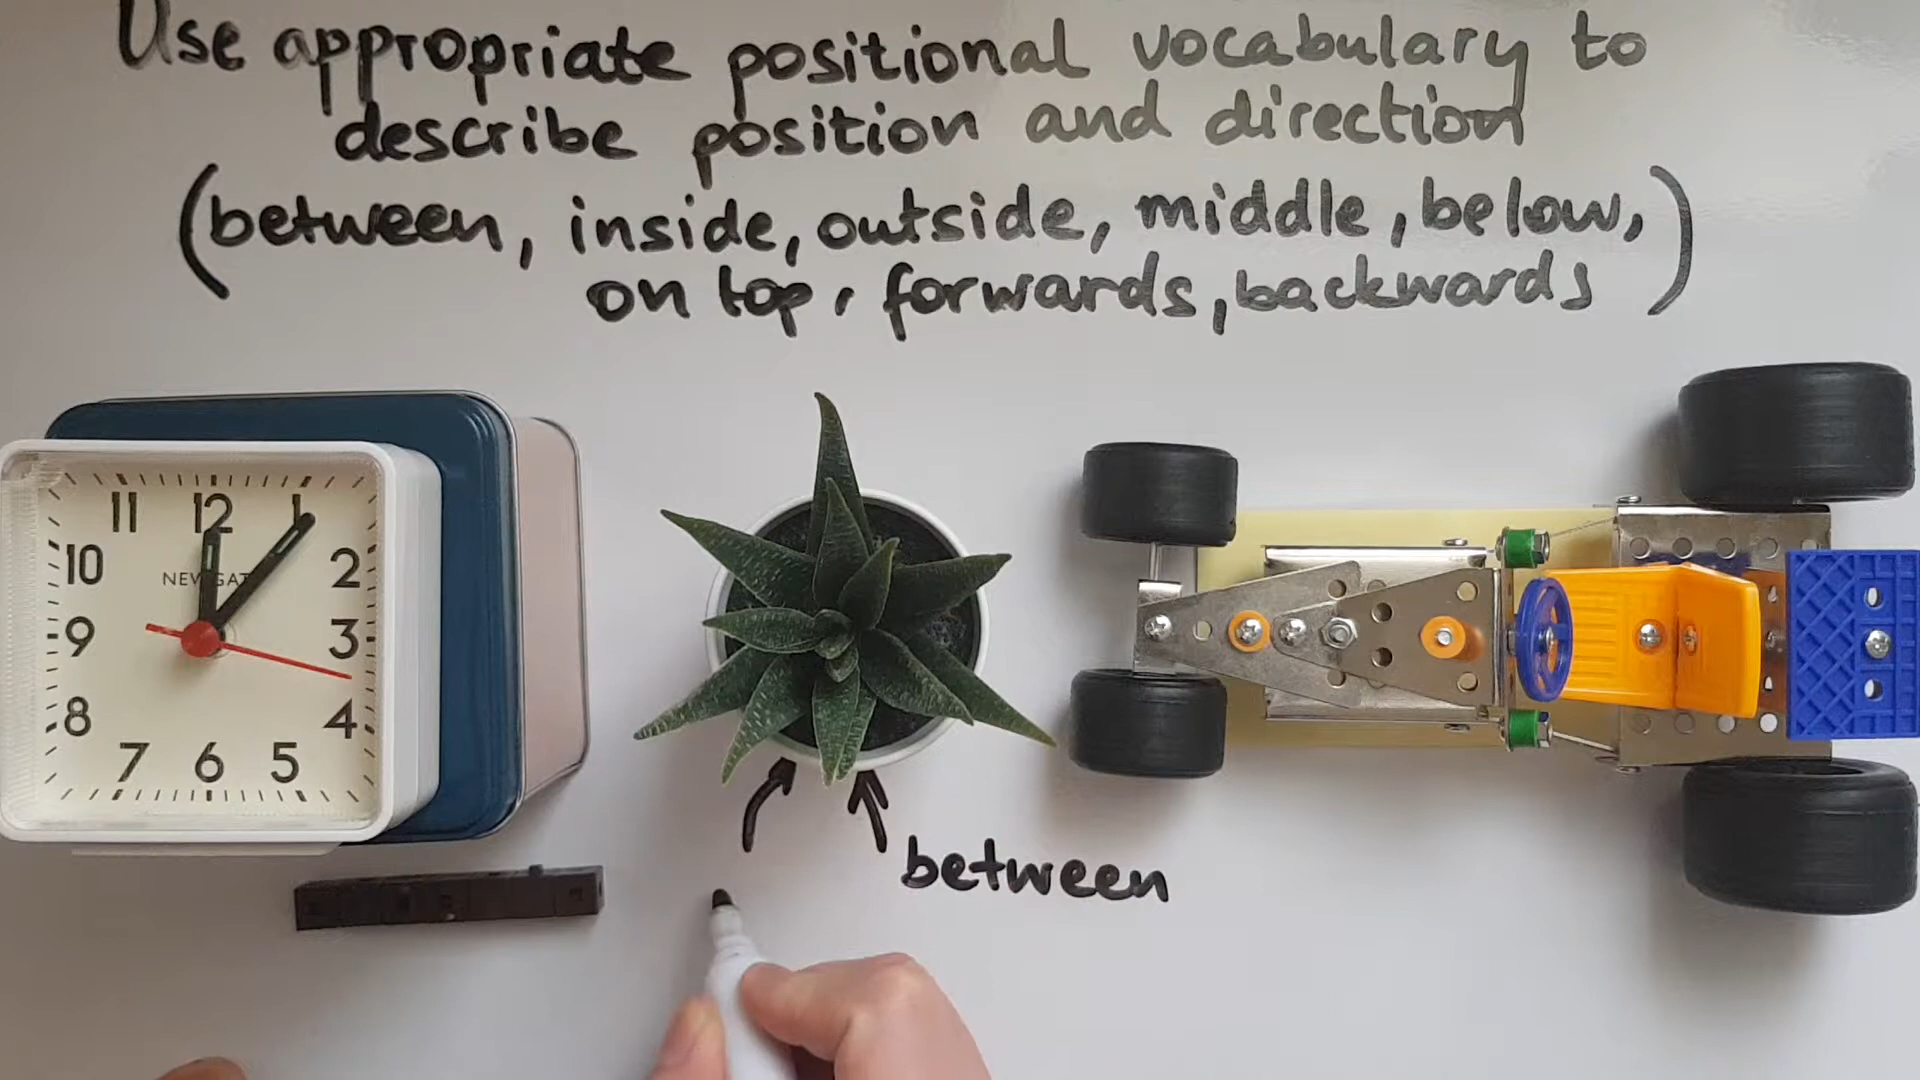 Use appropriate positional vocabulary to
describe position and direction
(between, inside, outside, middle, below,
on top, forwards, backwards)
11 12 1
10 2
9 3
8 4
7 6 5
between